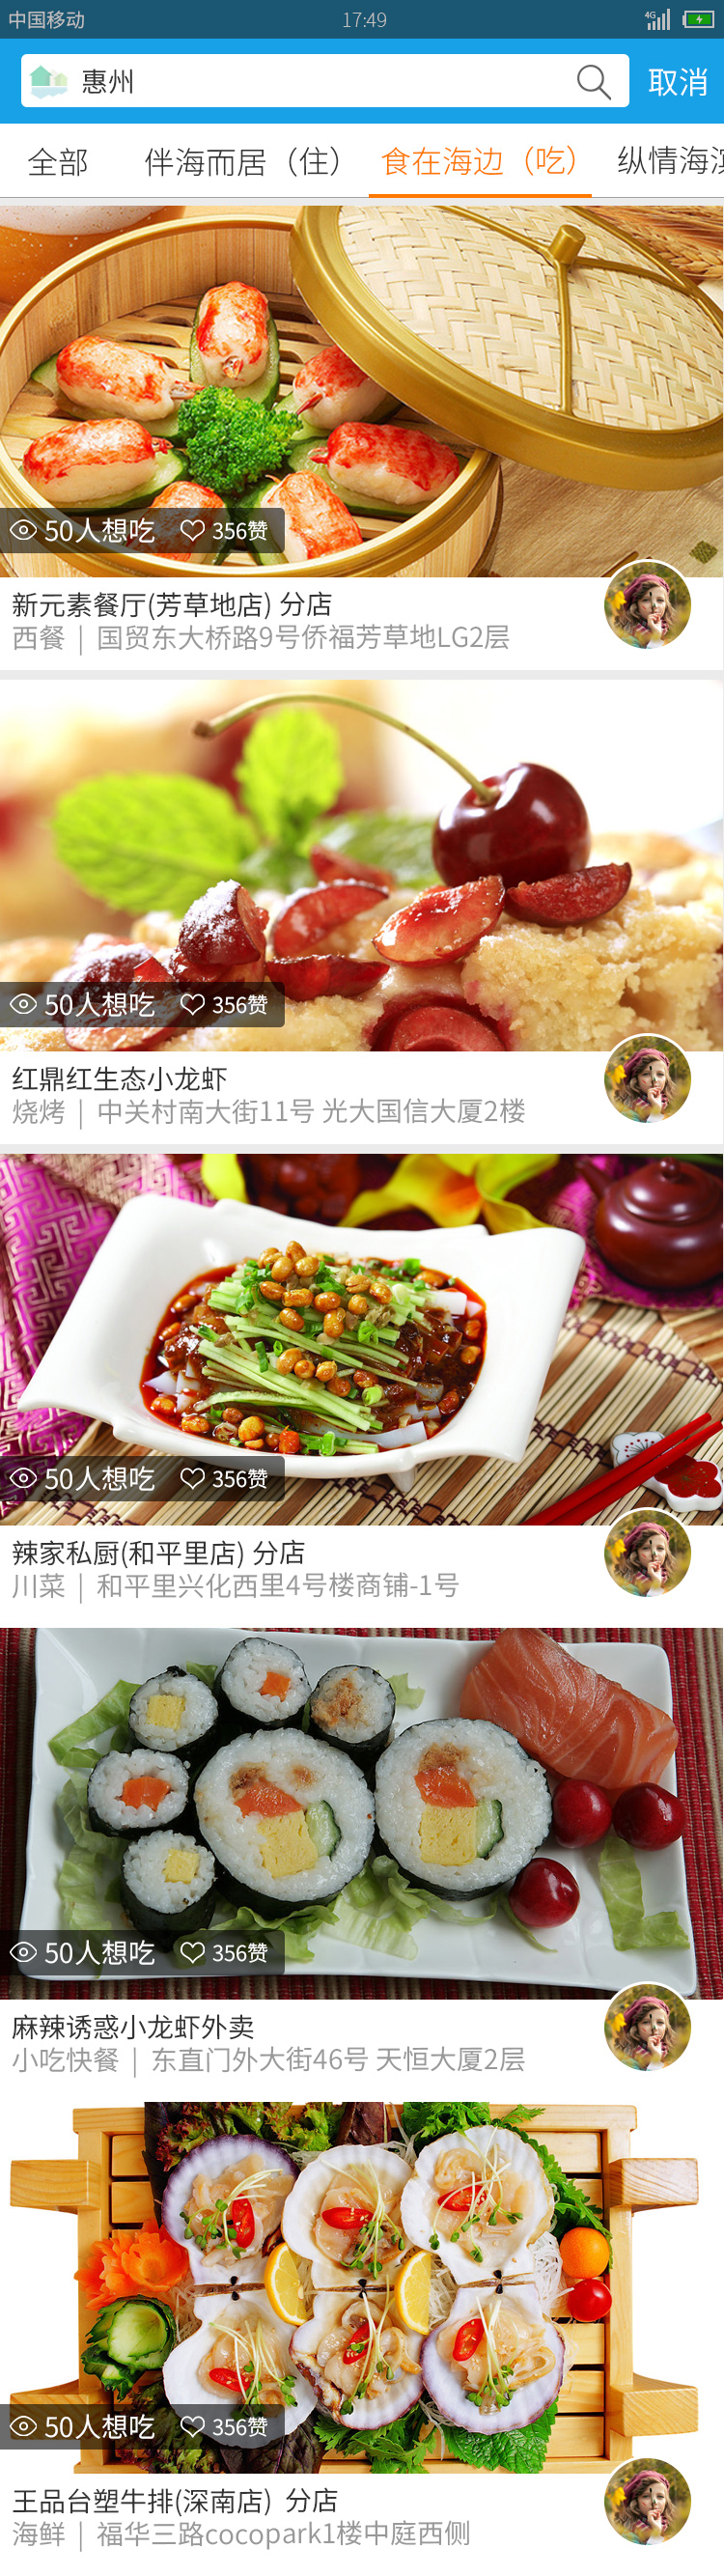 中国移动 17:49 4G
惠州 取消
全部 伴海而居（住） 食在海边（吃） 纵情海滨
50人想吃 356赞
新元素餐厅(芳草地店) 分店
西餐 | 国贸东大桥路9号侨福芳草地LG2层
50人想吃 356赞
红鼎红生态小龙虾
烧烤 | 中关村南大街11号 光大国信大厦2楼
50人想吃 356赞
辣家私厨(和平里店) 分店
川菜 | 和平里兴化西里4号楼商铺-1号
50人想吃 356赞
麻辣诱惑小龙虾外卖
小吃快餐 | 东直门外大街46号 天恒大厦2层
50人想吃 356赞
王品台塑牛排(深南店) 分店
海鲜 | 福华三路cocopark1楼中庭西侧